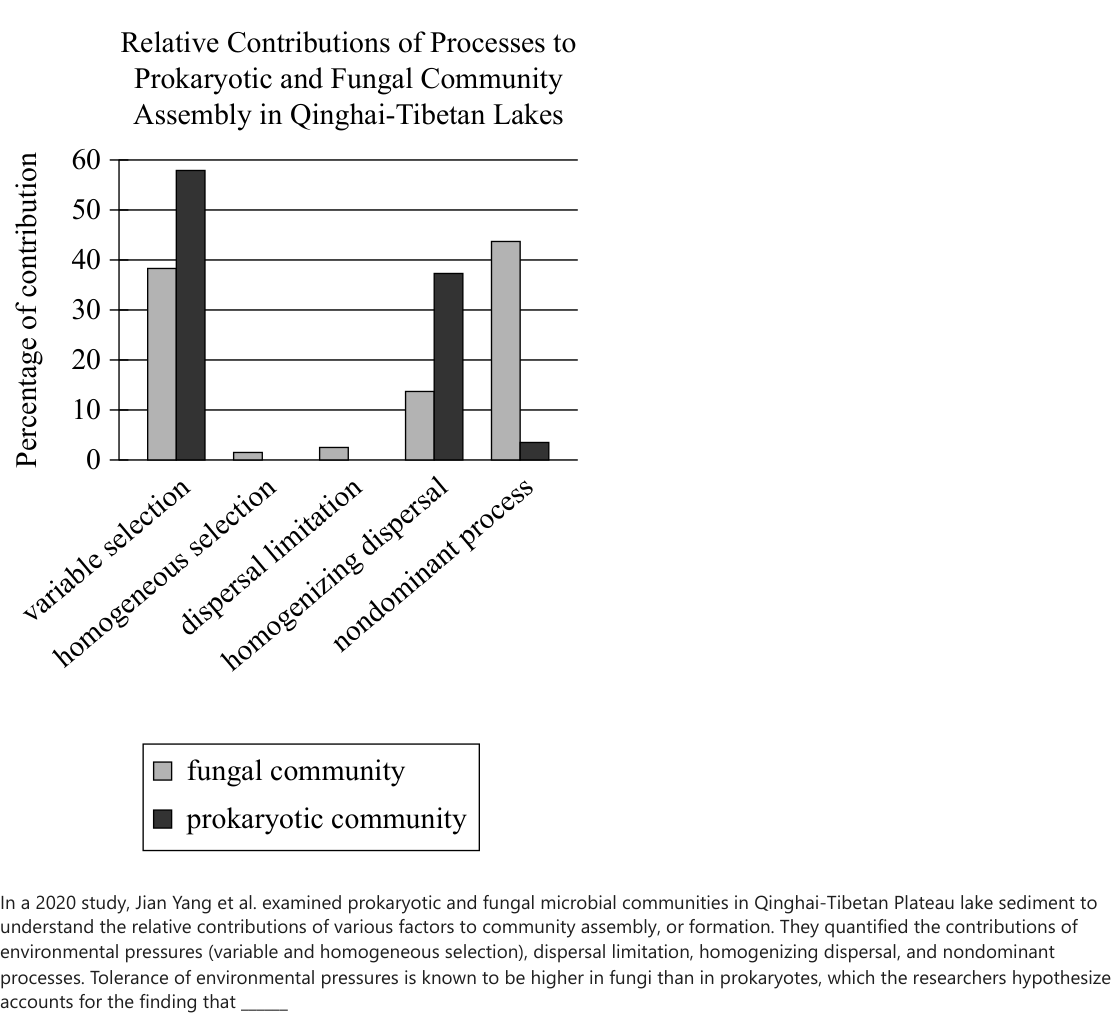 Relative Contributions of Processes to
Prokaryotic and Fungal Community
Assembly in Qinghai-Tibetan Lakes
Percentage of contribution
60
50
40
30
20
10
0
variable selection
homogeneous selection
dispersal limitation
homogenizing dispersal
nondominant process
fungal community
prokaryotic community
In a 2020 study, Jian Yang et al. examined prokaryotic and fungal microbial communities in Qinghai-Tibetan Plateau lake sediment to
understand the relative contributions of various factors to community assembly, or formation. They quantified the contributions of
environmental pressures (variable and homogeneous selection), dispersal limitation, homogenizing dispersal, and nondominant
processes. Tolerance of environmental pressures is known to be higher in fungi than in prokaryotes, which the researchers hypothesize
accounts for the finding that _____